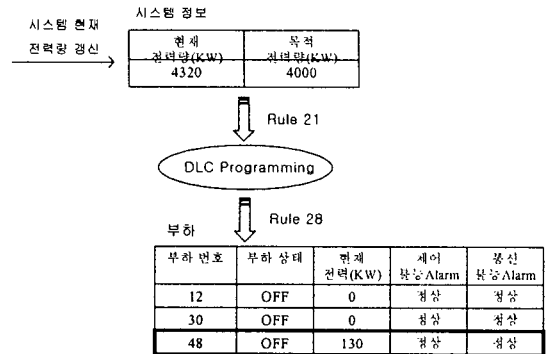 시스템 현재
전력량 갱신
시스템 정보
현재 전력량(KW) 목적 전력량(KW)
4320 4000
Rule 21
DLC Programming
Rule 28
부하
부하 번호 부하 상태 현재 전력(KW) 제어 불능Alarm 통신 불능Alarm
12 OFF 0 정상 정상
30 OFF 0 정상 정상
48 OFF 130 정상 정상